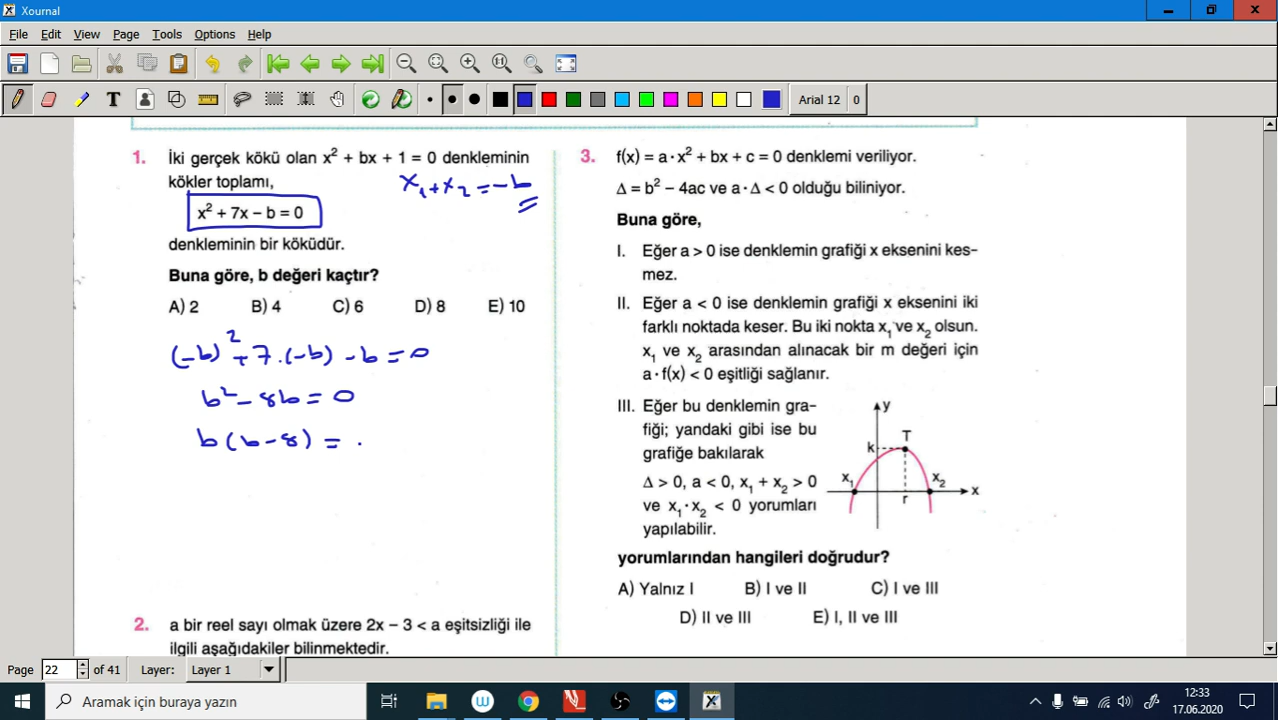 Xournal
File Edit View Page Tools Options Help
Arial 12 0
1. İki gerçek kökü olan x² + bx + 1 = 0 denkleminin
kökler toplamı,
x₁+x₂ = -b
x² + 7x – b = 0
denkleminin bir köküdür.
Buna göre, b değeri kaçtır?
A) 2 B) 4 C) 6 D) 8 E) 10
(-b)² + 7.(-b) - b = 0
b² - 8b = 0
b(b-8) = .
2. a bir reel sayı olmak üzere 2x – 3 < a eşitsizliği ile
ilgili aşağıdakiler bilinmektedir.
3. f(x) = a·x² + bx + c = 0 denklemi veriliyor.
Δ = b² – 4ac ve a·Δ < 0 olduğu biliniyor.
Buna göre,
I. Eğer a > 0 ise denklemin grafiği x eksenini kes-
mez.
II. Eğer a < 0 ise denklemin grafiği x eksenini iki
farklı noktada keser. Bu iki nokta x₁ ve x₂ olsun.
x₁ ve x₂ arasından alınacak bir m değeri için
a·f(x) < 0 eşitliği sağlanır.
III. Eğer bu denklemin gra-
fiği; yandaki gibi ise bu
grafiğe bakılarak
Δ > 0, a < 0, x₁ + x₂ > 0
ve x₁·x₂ < 0 yorumları
yapılabilir.
y
T
k
x₁
x₂
r
x
yorumlarından hangileri doğrudur?
A) Yalnız I B) I ve II C) I ve III
D) II ve III E) I, II ve III
Page 22 of 41 Layer: Layer 1
Aramak için buraya yazın
12:33
17.06.2020